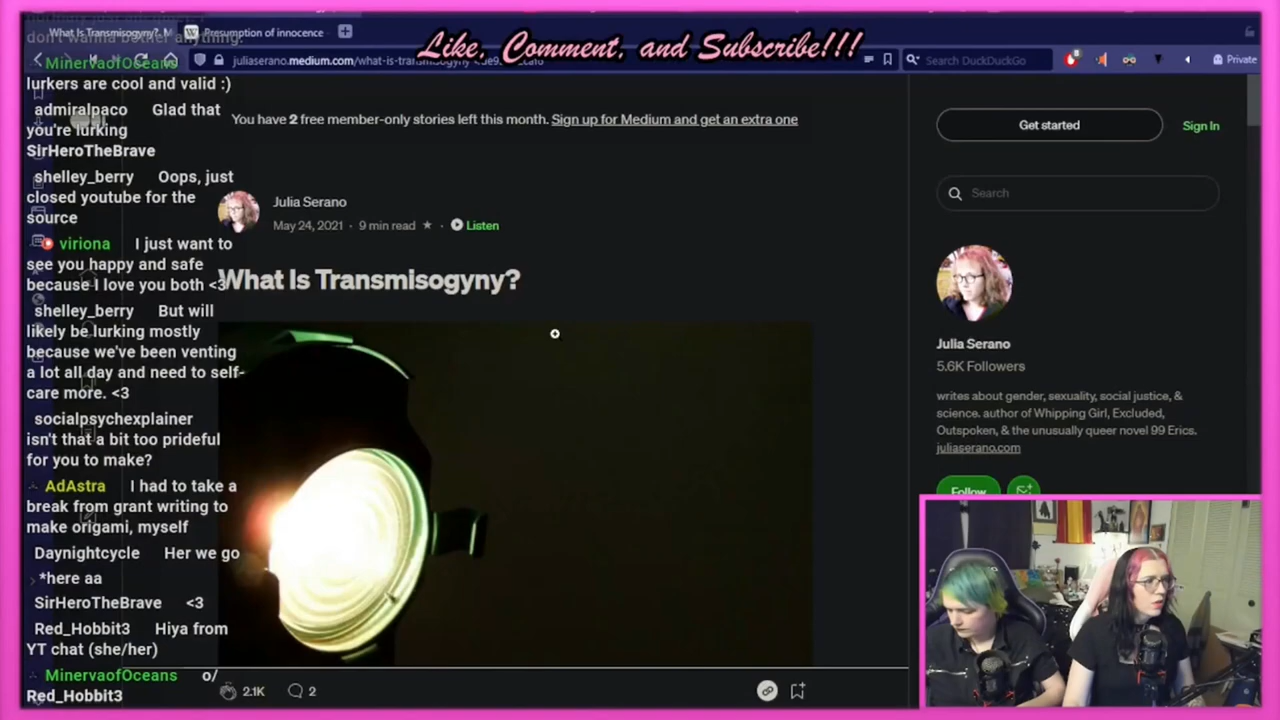 What Is Transmisogyny?. M
Presumption of innocence
don't wanna bother anything.
Like, Comment, and Subscribe!!!
juliaserano.medium.com/what-is-transmisogyny
Search DuckDuckGo
Private
MinervaofOceans
lurkers are cool and valid :)
admiralpaco Glad that
you're lurking
SirHeroTheBrave
shelley_berry Oops, just
closed youtube for the
source
viriona I just want to
see you happy and safe
because I love you both <3
shelley_berry But will
likely be lurking mostly
because we've been venting
a lot all day and need to self-
care more. <3
socialpsychexplainer
isn't that a bit too prideful
for you to make?
AdAstra I had to take a
break from grant writing to
make origami, myself
Daynightcycle Her we go
*here aa
SirHeroTheBrave <3
Red_Hobbit3 Hiya from
YT chat (she/her)
MinervaofOceans o/
Red_Hobbit3
You have 2 free member-only stories left this month. Sign up for Medium and get an extra one
Julia Serano
May 24, 2021 · 9 min read · Listen
What Is Transmisogyny?
2.1K 2
Get started
Sign In
Search
Julia Serano
5.6K Followers
writes about gender, sexuality, social justice, &
science. author of Whipping Girl, Excluded,
Outspoken, & the unusually queer novel 99 Erics.
juliaserano.com
Follow